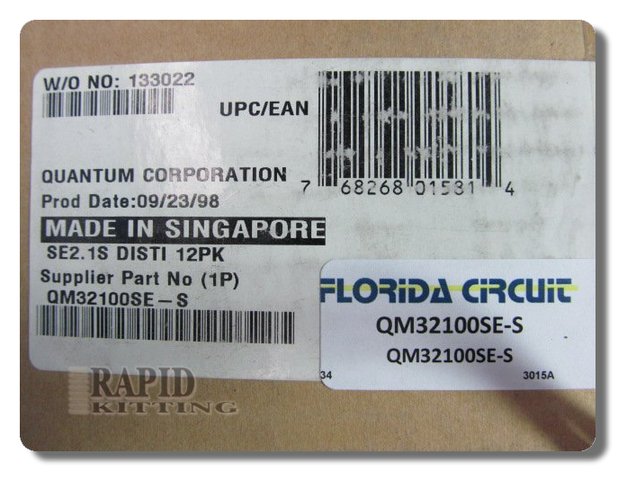 W/O NO: 133022
UPC/EAN
7 68268 01531 4
QUANTUM CORPORATION
Prod Date:09/23/98
MADE IN SINGAPORE
SE2.1S DISTI 12PK
Supplier Part No (1P)
QM32100SE-S
FLORIDA CIRCUIT
QM32100SE-S
QM32100SE-S
34 3015A
RAPID
KITTING